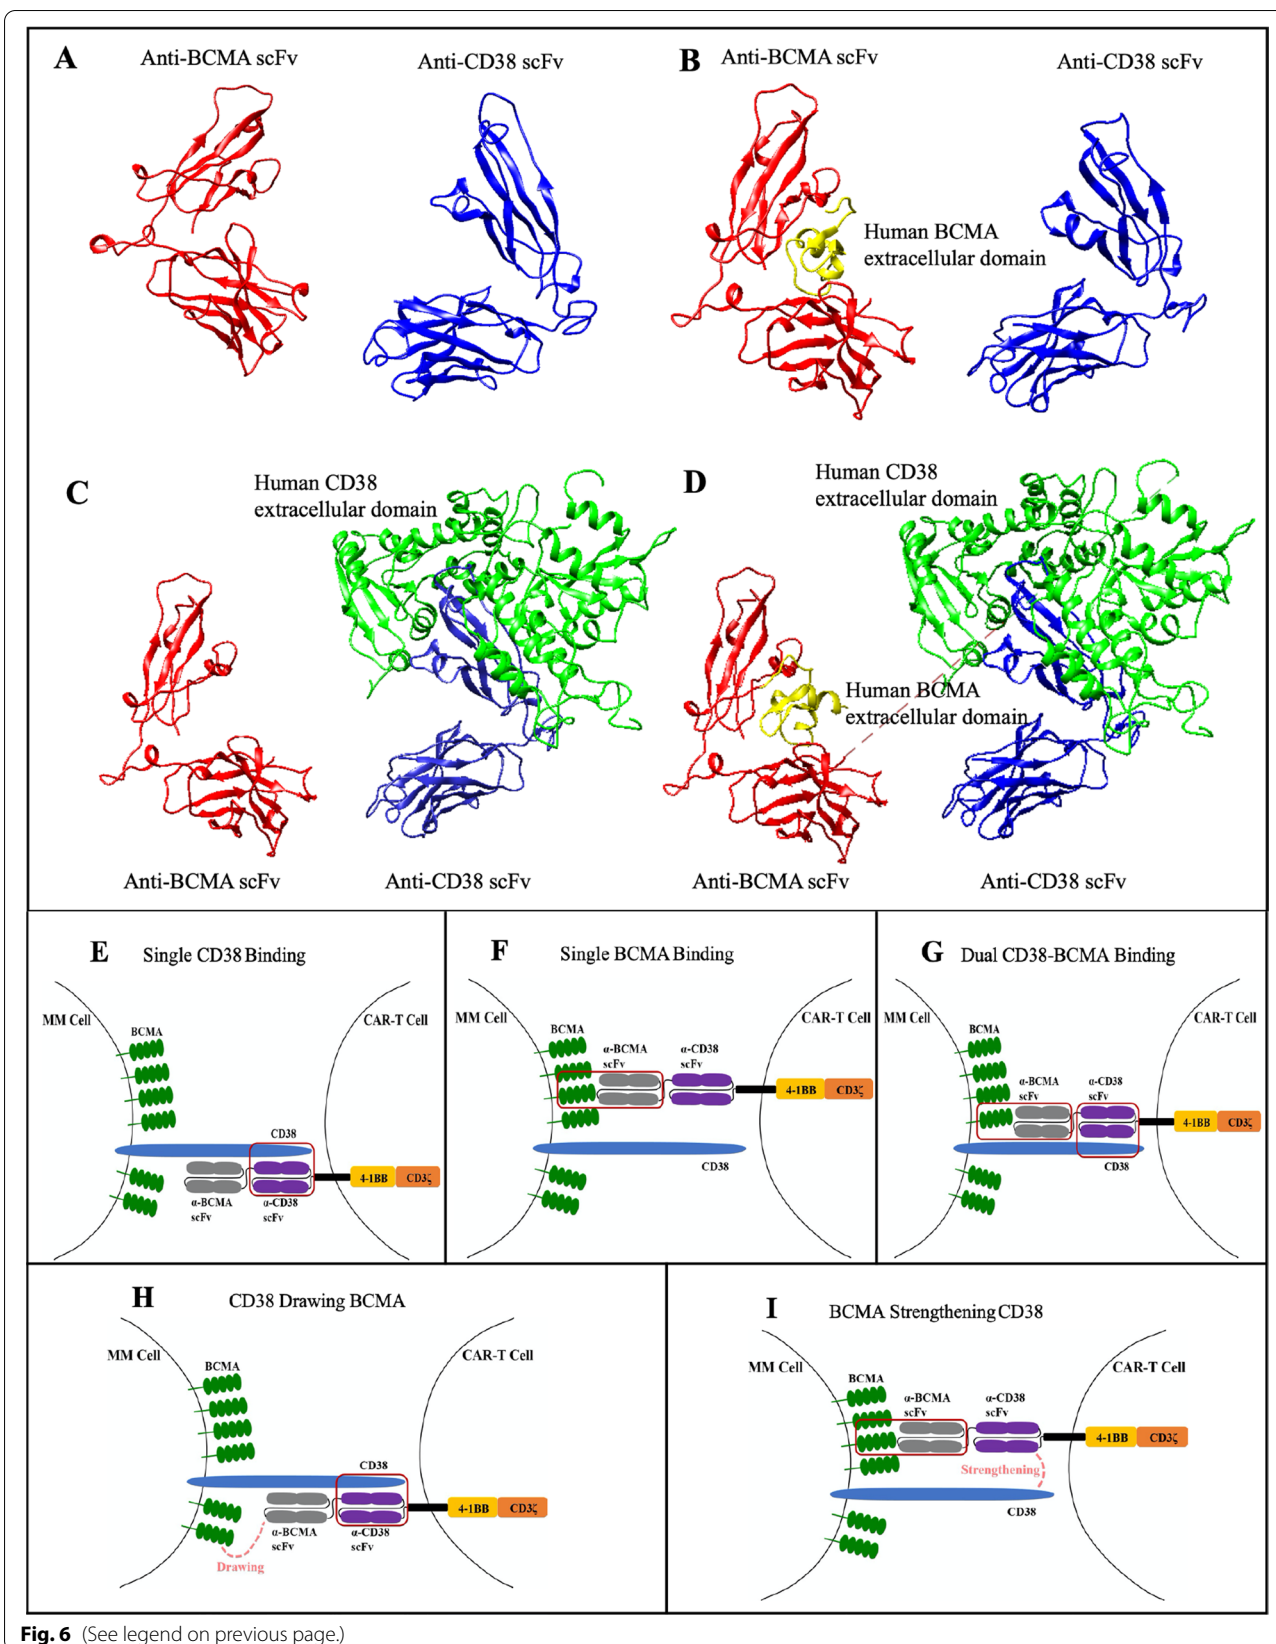 A
Anti-BCMA scFv
Anti-CD38 scFv
B
Anti-BCMA scFv
Anti-CD38 scFv
Human BCMA
extracellular domain
C
Human CD38
extracellular domain
Anti-BCMA scFv
Anti-CD38 scFv
D
Human CD38
extracellular domain
Human BCMA
extracellular domain
Anti-BCMA scFv
Anti-CD38 scFv
E
Single CD38 Binding
MM Cell
BCMA
CAR-T Cell
CD38
4-1BB
CD3ζ
α-BCMA
scFv
α-CD38
scFv
F
Single BCMA Binding
MM Cell
BCMA
CAR-T Cell
α-BCMA
scFv
α-CD38
scFv
4-1BB
CD3ζ
CD38
G
Dual CD38-BCMA Binding
MM Cell
BCMA
CAR-T Cell
α-BCMA
scFv
α-CD38
scFv
4-1BB
CD3ζ
CD38
H
CD38 Drawing BCMA
MM Cell
BCMA
CAR-T Cell
CD38
4-1BB
CD3ζ
α-BCMA
scFv
α-CD38
scFv
Drawing
I
BCMA Strengthening CD38
MM Cell
BCMA
CAR-T Cell
α-BCMA
scFv
α-CD38
scFv
4-1BB
CD3ζ
Strengthening
CD38
Fig. 6 (See legend on previous page.)